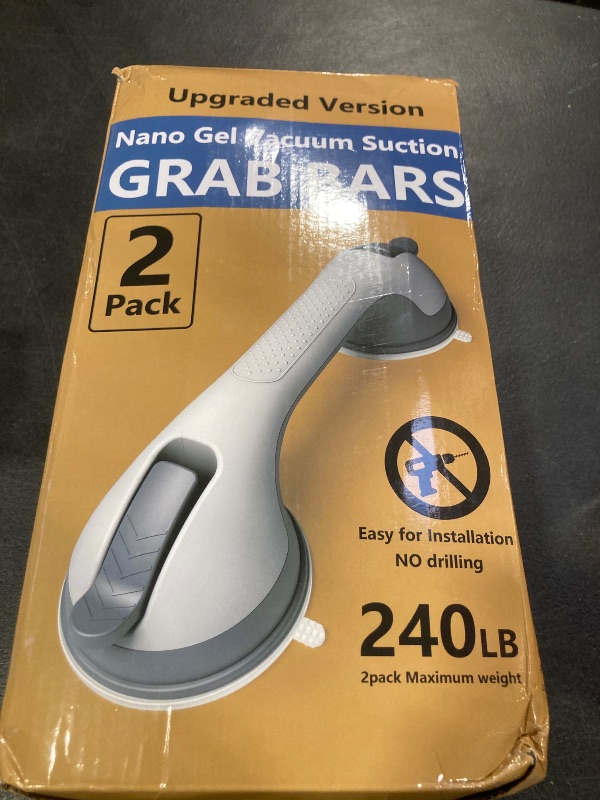 Upgraded Version
Nano Gel Vacuum Suction
GRAB BARS
2
Pack
Easy for Installation
NO drilling
240LB
2pack Maximum weight